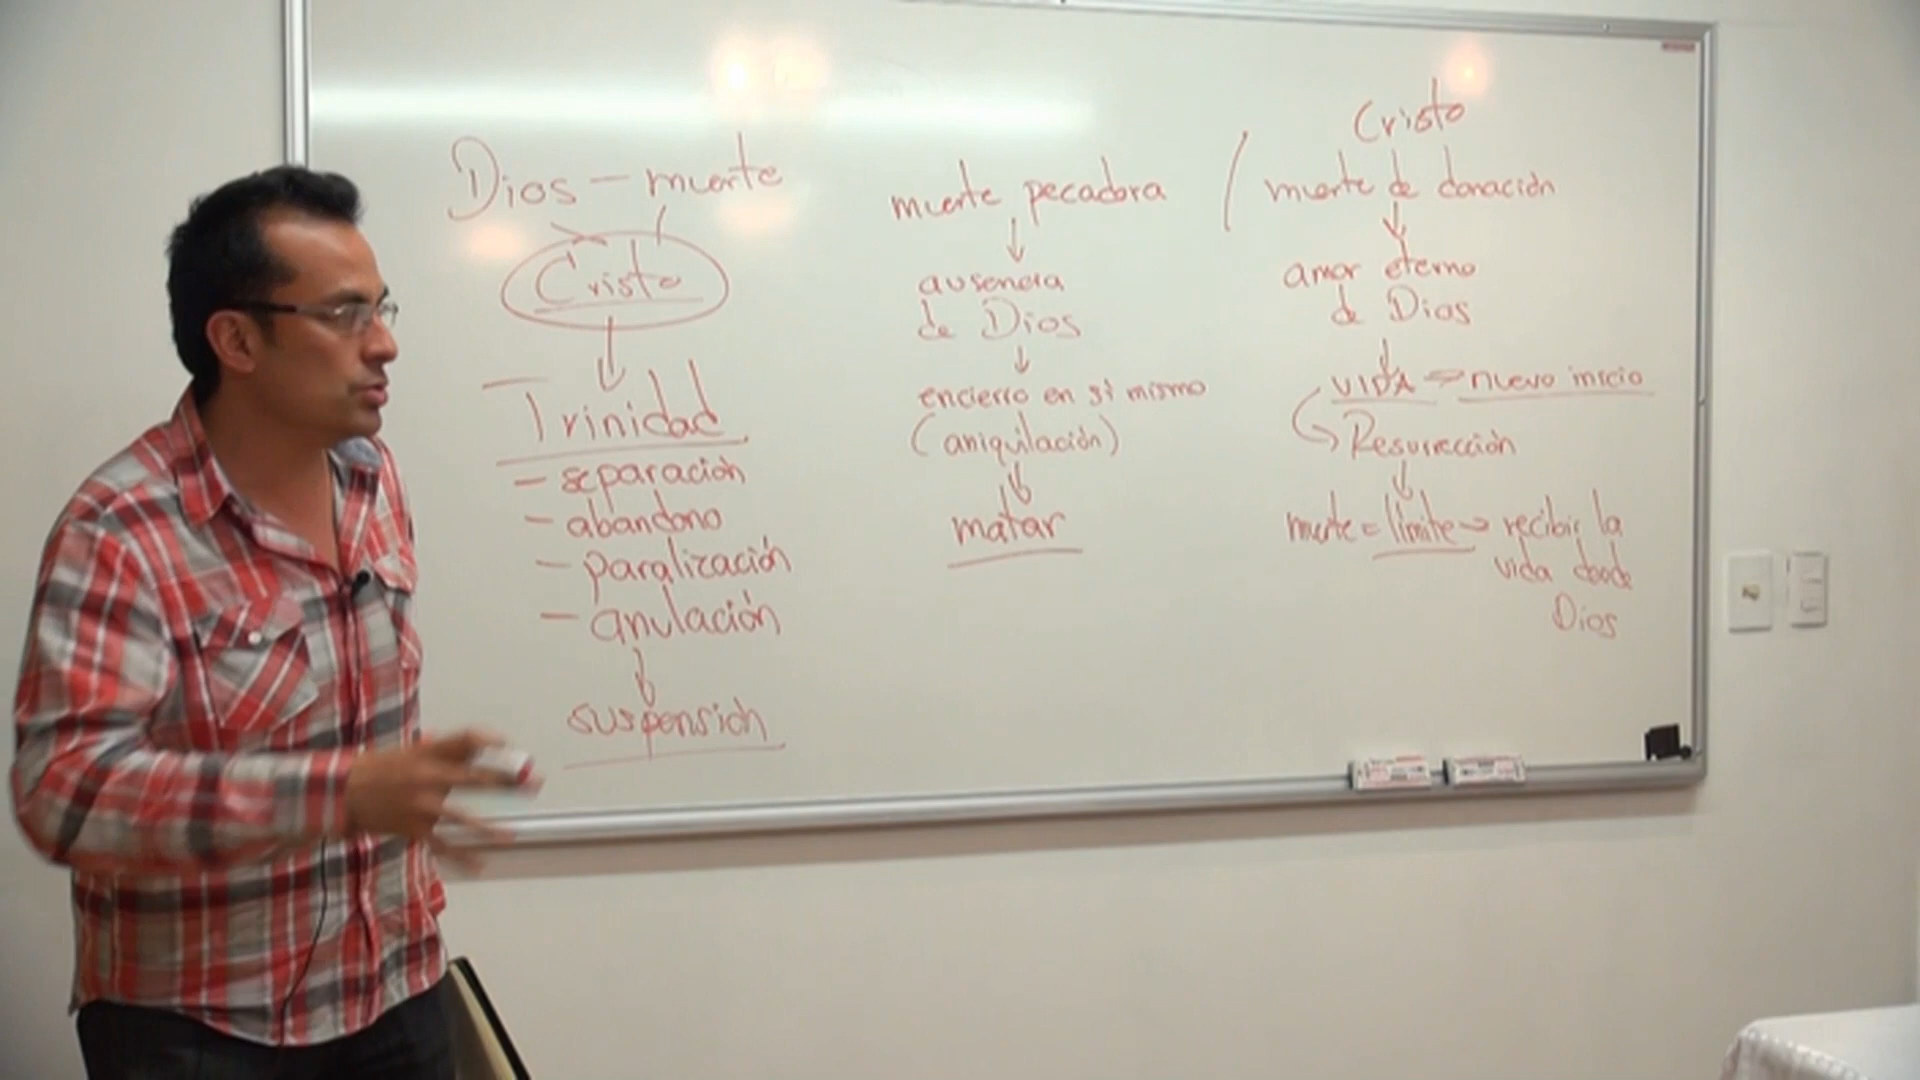 Dios - muerte
Cristo
Trinidad
- separación
- abandono
- paralización
- anulación
suspensión
muerte pecadora /
ausencia
de Dios
encierro en sí mismo
(aniquilación)
matar
Cristo
muerte de donación
amor eterno
de Dios
VIDA → nuevo inicio
Resurrección
muerte = límite → recibir la
vida desde
Dios